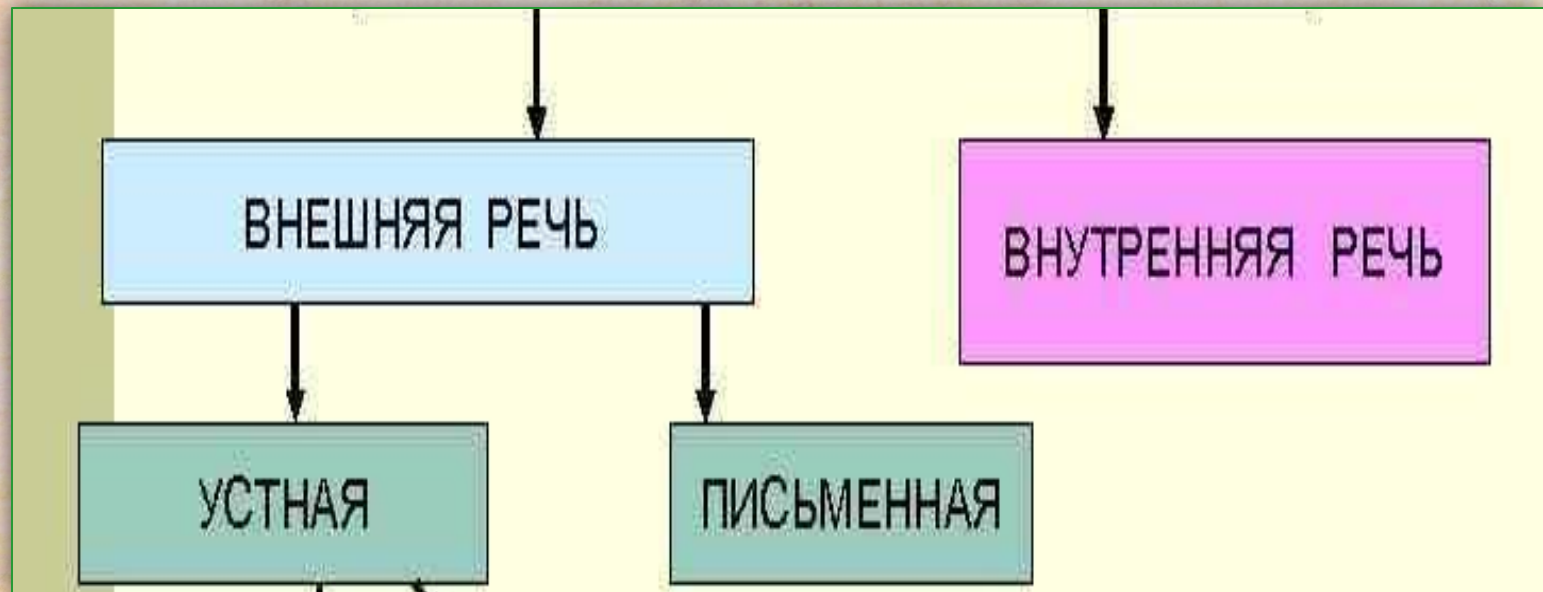 ВНЕШНЯЯ РЕЧЬ
ВНУТРЕННЯЯ РЕЧЬ
УСТНАЯ
ПИСЬМЕННАЯ